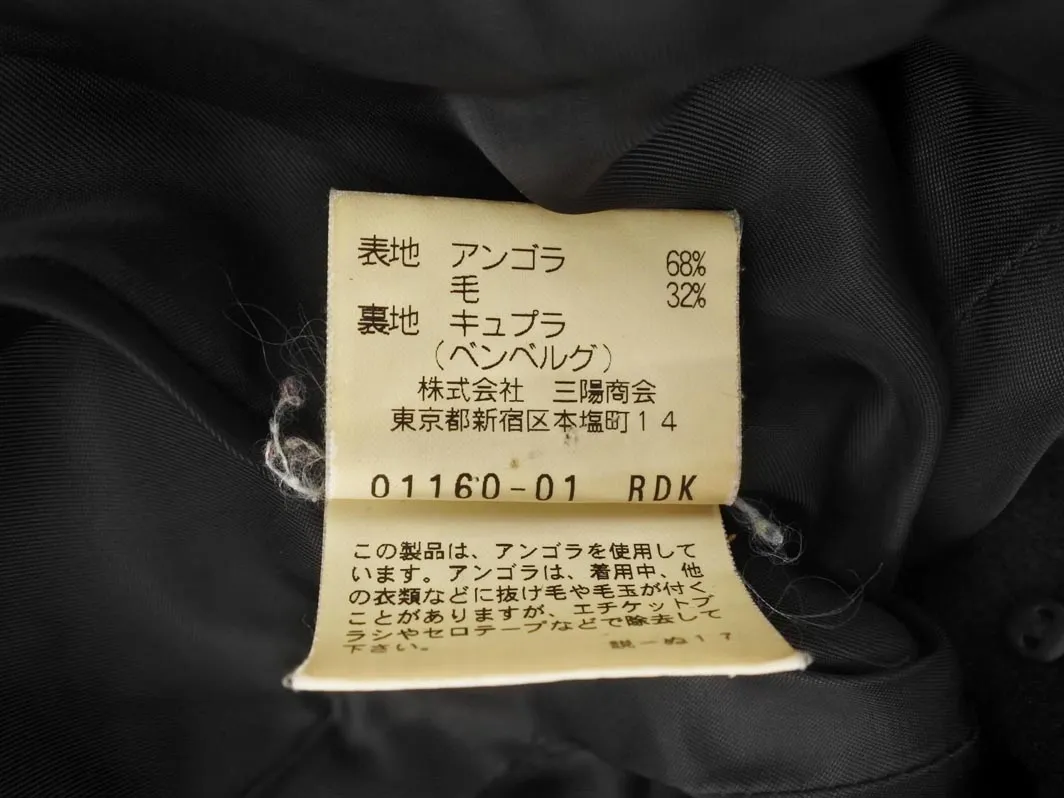 表地 アンゴラ 68%
毛 32%
裏地 キュプラ
(ベンベルグ)
株式会社 三陽商会
東京都新宿区本塩町14
01160-01 RDK
この製品は、アンゴラを使用して
います。アンゴラは、着用中、他
の衣類などに抜け毛や毛玉が付く
ことがありますが、エチケットブ
ラシやセロテープなどで除去して
下さい。 説-ぬ17